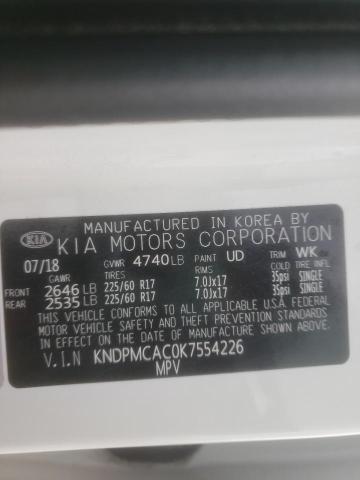 MANUFACTURED IN KOREA BY
KIA KIA MOTORS CORPORATION
07/18 GVWR 4740 LB PAINT UD TRIM WK
TIRES RIMS COLD TIRE INFL.
FRONT 2646 LB 225/60 R17 7.0Jx17 35psi SINGLE
REAR 2535 LB 225/60 R17 7.0Jx17 35psi SINGLE
THIS VEHICLE CONFORMS TO ALL APPLICABLE U.S.A. FEDERAL
MOTOR VEHICLE SAFETY AND THEFT PREVENTION STANDARDS
IN EFFECT ON THE DATE OF MANUFACTURE SHOWN ABOVE.
V.I.N KNDPMCAC0K7554226
MPV